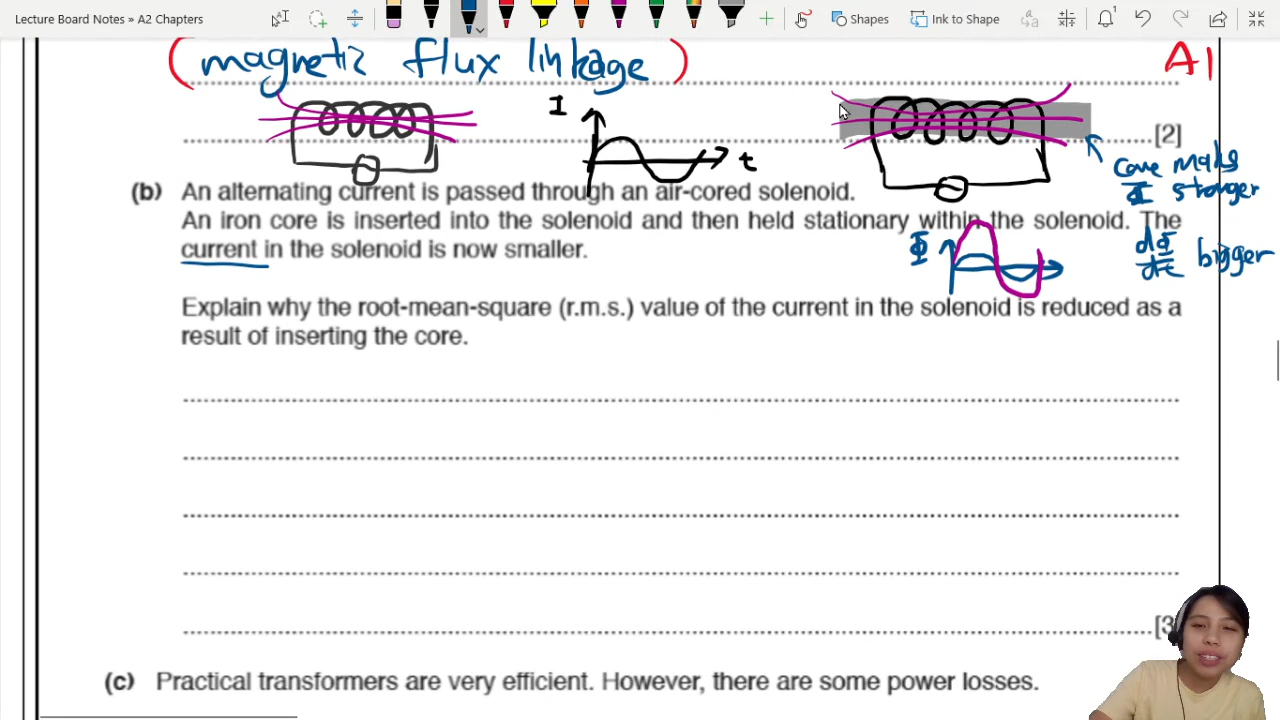 Lecture Board Notes » A2 Chapters
Shapes
Ink to Shape
(magnetic flux linkage)
A1
I
t
[2]
core makes
Φ stronger
(b) An alternating current is passed through an air-cored solenoid.
An iron core is inserted into the solenoid and then held stationary within the solenoid. The
current in the solenoid is now smaller.
Φ
dΦ/dt bigger
Explain why the root-mean-square (r.m.s.) value of the current in the solenoid is reduced as a
result of inserting the core.
[3
(c) Practical transformers are very efficient. However, there are some power losses.